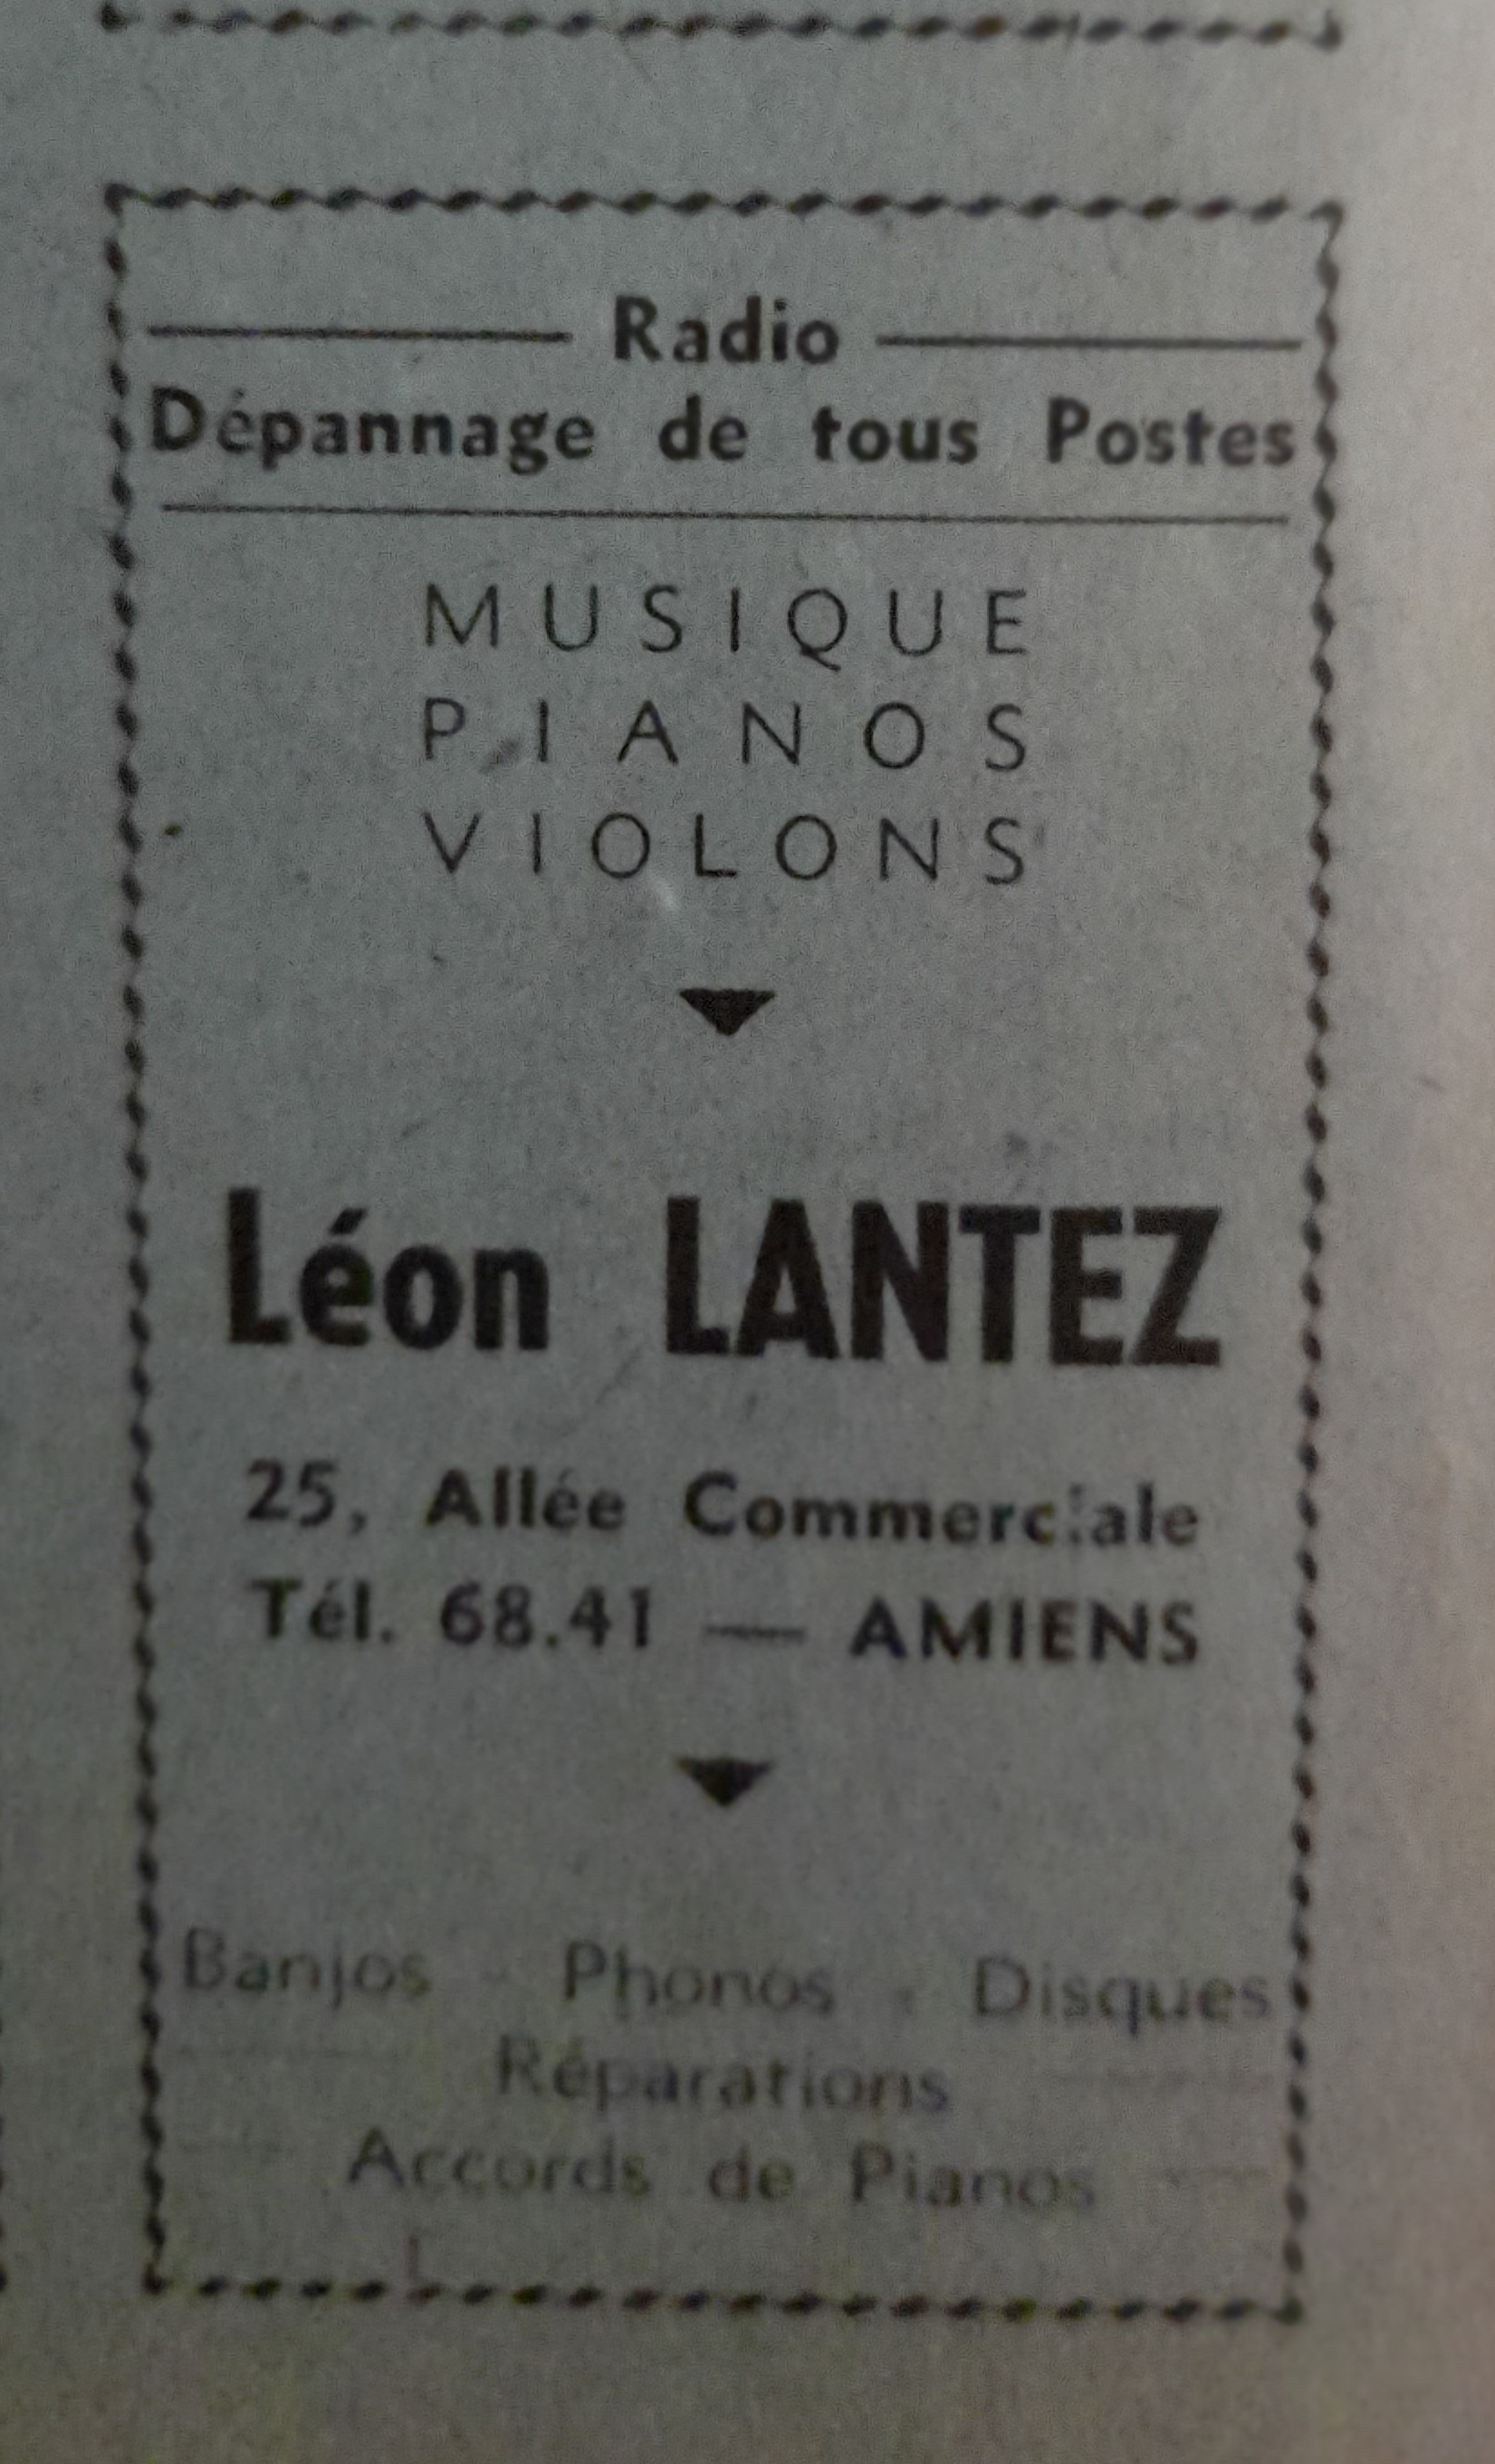 Radio
Dépannage de tous Postes
MUSIQUE
PIANOS
VIOLONS
Léon LANTEZ
25, Allée Commerciale
Tél. 68.41 — AMIENS
Banjos - Phonos - Disques
Réparations
Accords de Pianos